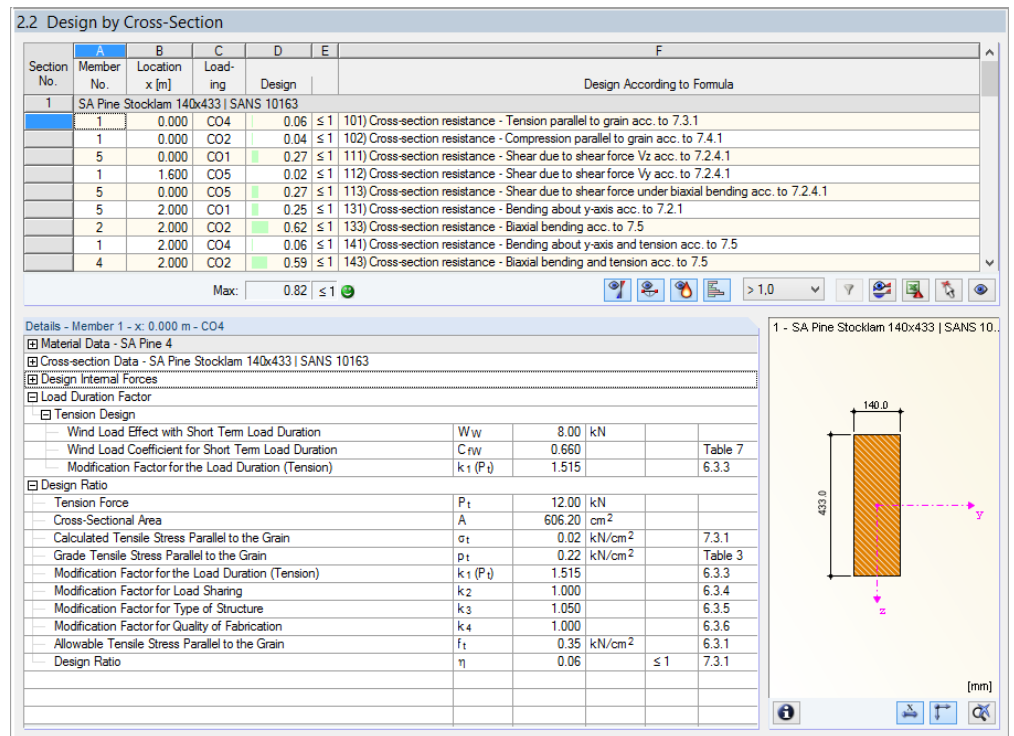 2.2 Design by Cross-Section
A B C D E F
Section Member Location Load-
No. No. x [m] ing Design Design According to Formula
1 SA Pine Stocklam 140x433 | SANS 10163
1 0.000 CO4 0.06 ≤ 1 101) Cross-section resistance - Tension parallel to grain acc. to 7.3.1
1 0.000 CO2 0.04 ≤ 1 102) Cross-section resistance - Compression parallel to grain acc. to 7.4.1
5 0.000 CO1 0.27 ≤ 1 111) Cross-section resistance - Shear due to shear force Vz acc. to 7.2.4.1
1 1.600 CO5 0.02 ≤ 1 112) Cross-section resistance - Shear due to shear force Vy acc. to 7.2.4.1
5 0.000 CO5 0.27 ≤ 1 113) Cross-section resistance - Shear due to shear force under biaxial bending acc. to 7.2.4.1
5 2.000 CO1 0.25 ≤ 1 131) Cross-section resistance - Bending about y-axis acc. to 7.2.1
2 2.000 CO2 0.62 ≤ 1 133) Cross-section resistance - Biaxial bending acc. to 7.5
1 2.000 CO4 0.06 ≤ 1 141) Cross-section resistance - Bending about y-axis and tension acc. to 7.5
4 2.000 CO2 0.59 ≤ 1 143) Cross-section resistance - Biaxial bending and tension acc. to 7.5
Max: 0.82 ≤ 1 > 1,0
Details - Member 1 - x: 0.000 m - CO4
Material Data - SA Pine 4
Cross-section Data - SA Pine Stocklam 140x433 | SANS 10163
Design Internal Forces
Load Duration Factor
Tension Design
Wind Load Effect with Short Term Load Duration Ww 8.00 kN
Wind Load Coefficient for Short Term Load Duration Cfw 0.660 Table 7
Modification Factor for the Load Duration (Tension) k1 (Pt) 1.515 6.3.3
Design Ratio
Tension Force Pt 12.00 kN
Cross-Sectional Area A 606.20 cm²
Calculated Tensile Stress Parallel to the Grain σt 0.02 kN/cm² 7.3.1
Grade Tensile Stress Parallel to the Grain pt 0.22 kN/cm² Table 3
Modification Factor for the Load Duration (Tension) k1 (Pt) 1.515 6.3.3
Modification Factor for Load Sharing k2 1.000 6.3.4
Modification Factor for Type of Structure k3 1.050 6.3.5
Modification Factor for Quality of Fabrication k4 1.000 6.3.6
Allowable Tensile Stress Parallel to the Grain ft 0.35 kN/cm² 6.3.1
Design Ratio η 0.06 ≤ 1 7.3.1
1 - SA Pine Stocklam 140x433 | SANS 10..
140.0
433.0
y
z
[mm]